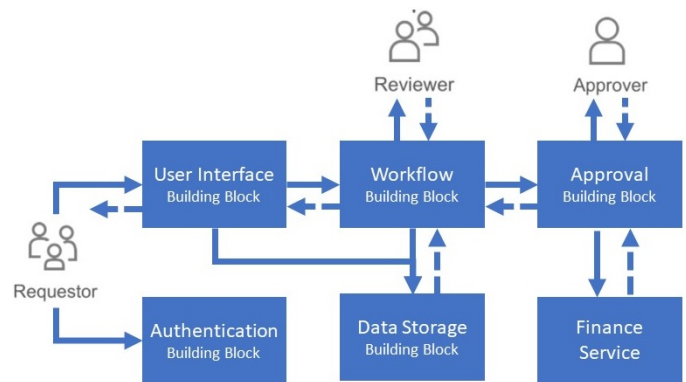 Reviewer
Approver
User Interface
Building Block
Workflow
Building Block
Approval
Building Block
Requestor
Authentication
Building Block
Data Storage
Building Block
Finance
Service